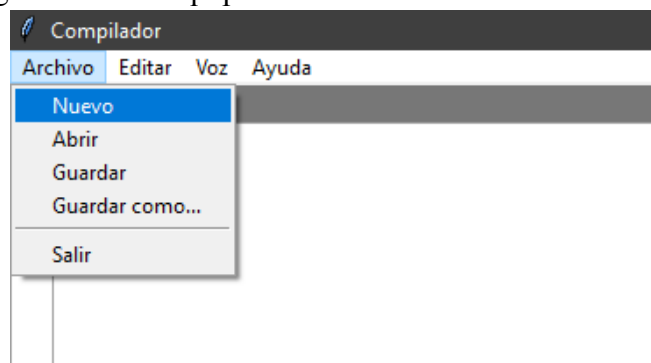 Compilador
Archivo Editar Voz Ayuda
Nuevo
Abrir
Guardar
Guardar como...
Salir